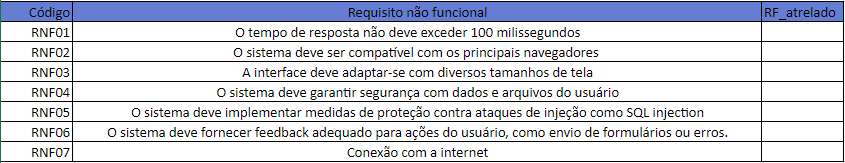 Código Requisito não funcional RF_atrelado
RNF01 O tempo de resposta não deve exceder 100 milissegundos
RNF02 O sistema deve ser compatível com os principais navegadores
RNF03 A interface deve adaptar-se com diversos tamanhos de tela
RNF04 O sistema deve garantir segurança com dados e arquivos do usuário
RNF05 O sistema deve implementar medidas de proteção contra ataques de injeção como SQL injection
RNF06 O sistema deve fornecer feedback adequado para ações do usuário, como envio de formulários ou erros.
RNF07 Conexão com a internet